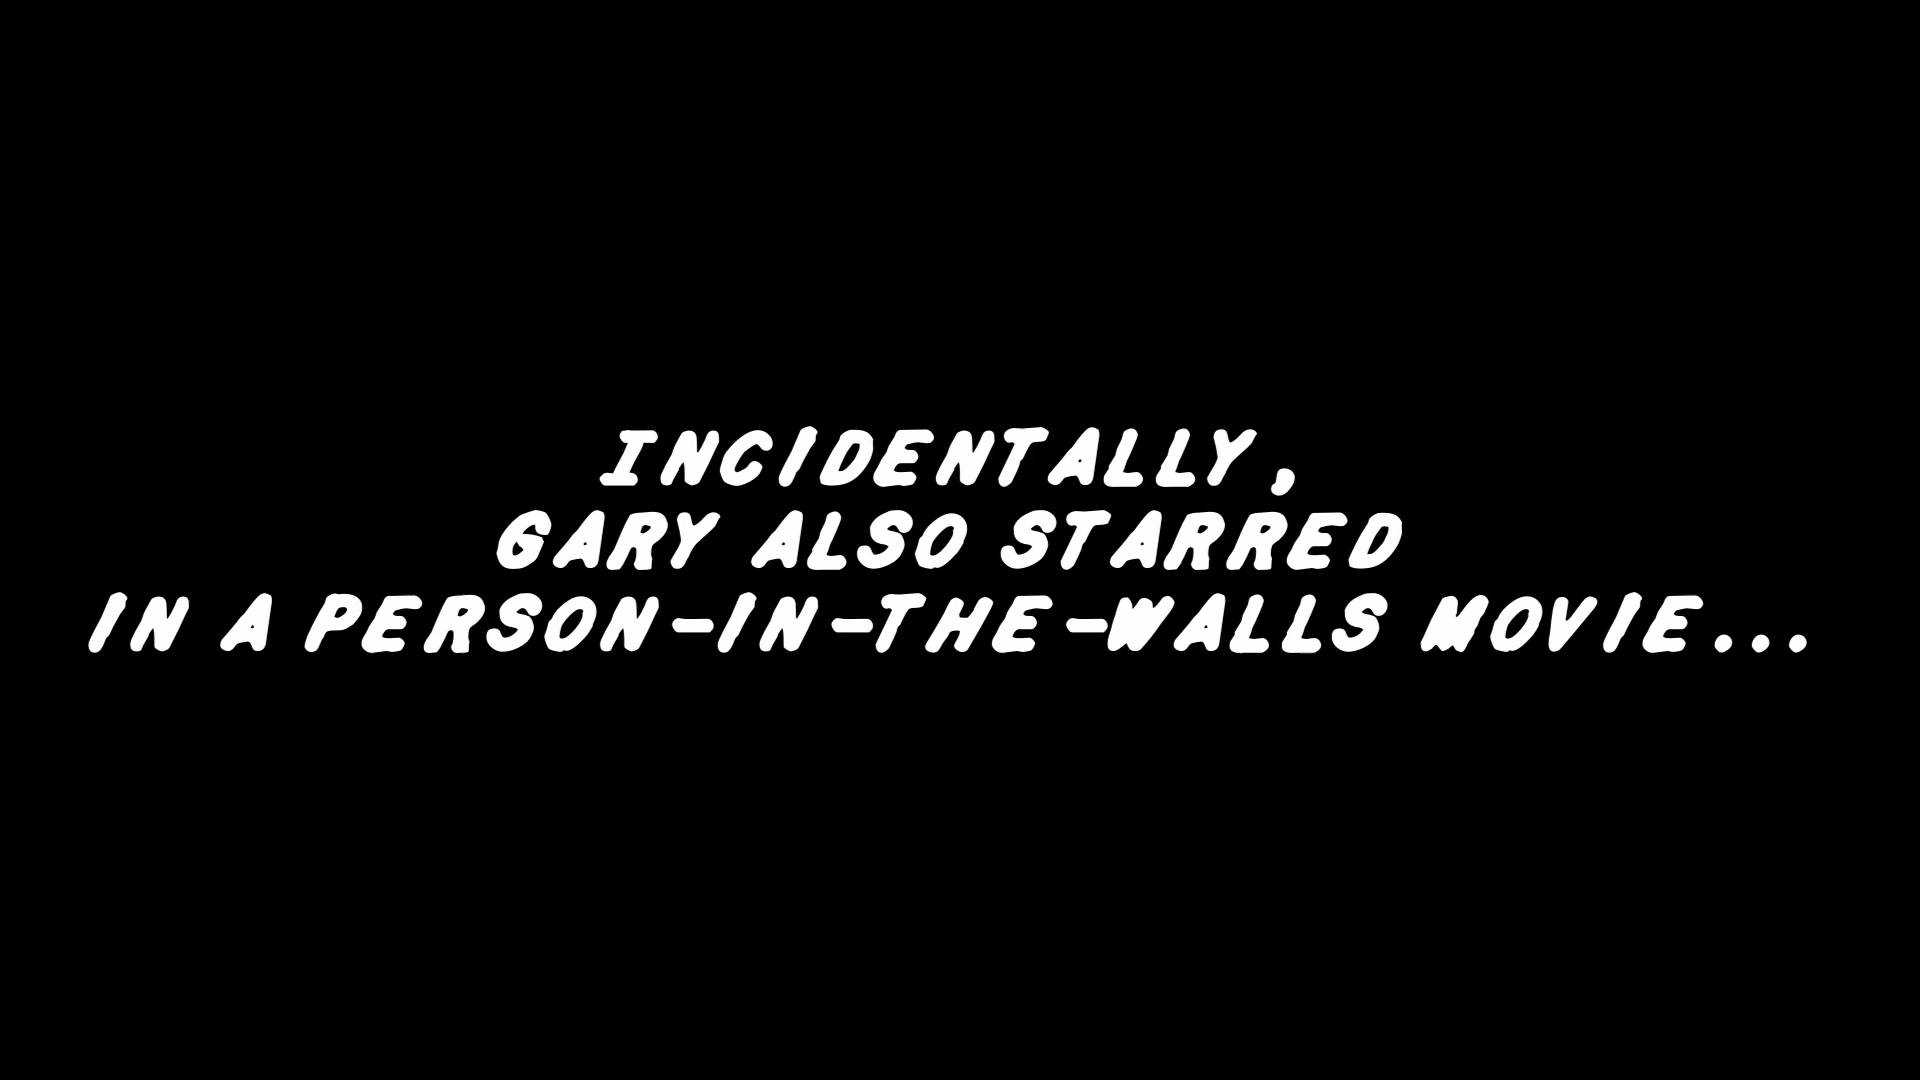 INCIDENTALLY,
GARY ALSO STARRED
IN A PERSON-IN-THE-WALLS MOVIE...